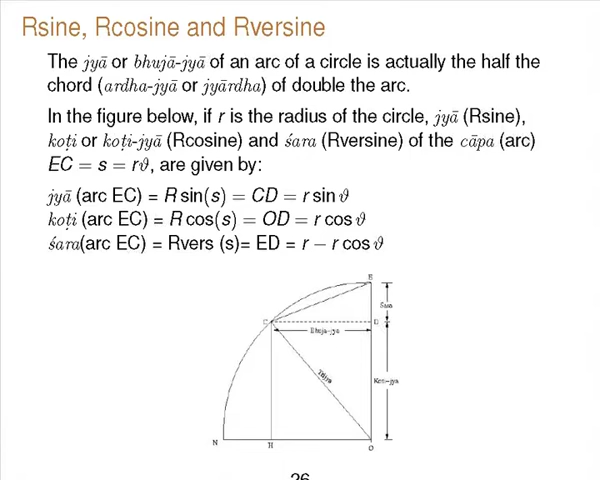 Rsine, Rcosine and Rversine
The jyā or bhujā-jyā of an arc of a circle is actually the half the
chord (ardha-jyā or jyārdha) of double the arc.
In the figure below, if r is the radius of the circle, jyā (Rsine),
koṭi or koṭi-jyā (Rcosine) and śara (Rversine) of the cāpa (arc)
EC = s = rϑ, are given by:
jyā (arc EC) = R sin(s) = CD = r sin ϑ
koṭi (arc EC) = R cos(s) = OD = r cos ϑ
śara(arc EC) = Rvers (s)= ED = r − r cos ϑ
E
Sara
C
D
Bhuja-jya
Trijya
Koti-jya
N
H
O
26